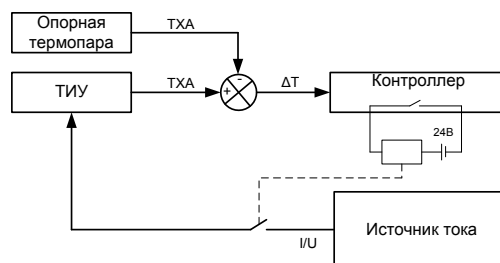 Опорная
термопара
ТХА
-
ТИУ
ТХА
+
ΔT
Контроллер
24В
Источник тока
I/U